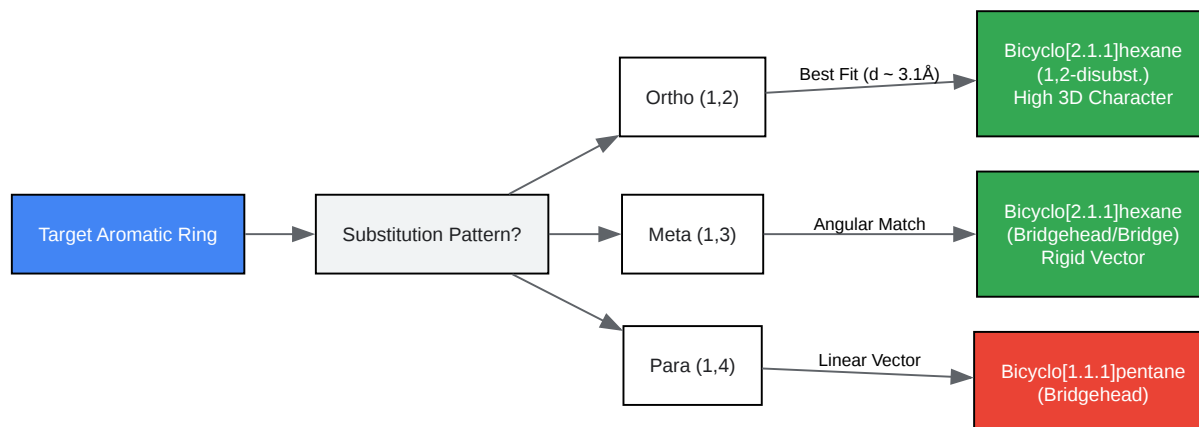 Target Aromatic Ring
Substitution Pattern?
Ortho (1,2)
Best Fit (d ~ 3.1Å)
Bicyclo[2.1.1]hexane
(1,2-disubst.)
High 3D Character
Meta (1,3)
Angular Match
Bicyclo[2.1.1]hexane
(Bridgehead/Bridge)
Rigid Vector
Para (1,4)
Linear Vector
Bicyclo[1.1.1]pentane
(Bridgehead)